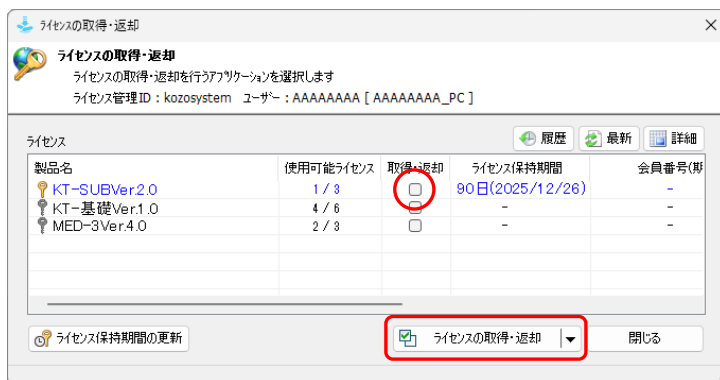 ライセンスの取得・返却
ライセンスの取得・返却
ライセンスの取得・返却を行うアプリケーションを選択します
ライセンス管理ID：kozosystem ユーザー：AAAAAAAA [ AAAAAAAA_PC ]
ライセンス 履歴 最新 詳細
製品名 使用可能ライセンス 取得・返却 ライセンス保持期間 会員番号(期
KT-SUBVer.2.0 1 / 3 90日(2025/12/26) -
KT-基礎Ver.1.0 4 / 6 - -
MED-3Ver.4.0 2 / 3 - -
ライセンス保持期間の更新 ライセンスの取得・返却 閉じる